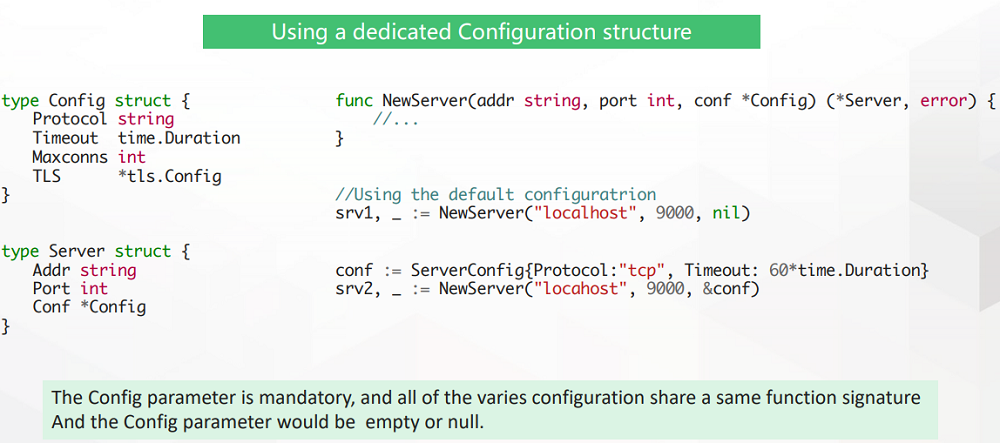 Using a dedicated Configuration structure
type Config struct {
Protocol string
Timeout time.Duration
Maxconns int
TLS *tls.Config
}
type Server struct {
Addr string
Port int
Conf *Config
}
func NewServer(addr string, port int, conf *Config) (*Server, error) {
//...
}
//Using the default configuratrion
srv1, _ := NewServer("localhost", 9000, nil)
conf := ServerConfig{Protocol:"tcp", Timeout: 60*time.Duration}
srv2, _ := NewServer("locahost", 9000, &conf)
The Config parameter is mandatory, and all of the varies configuration share a same function signature
And the Config parameter would be empty or null.